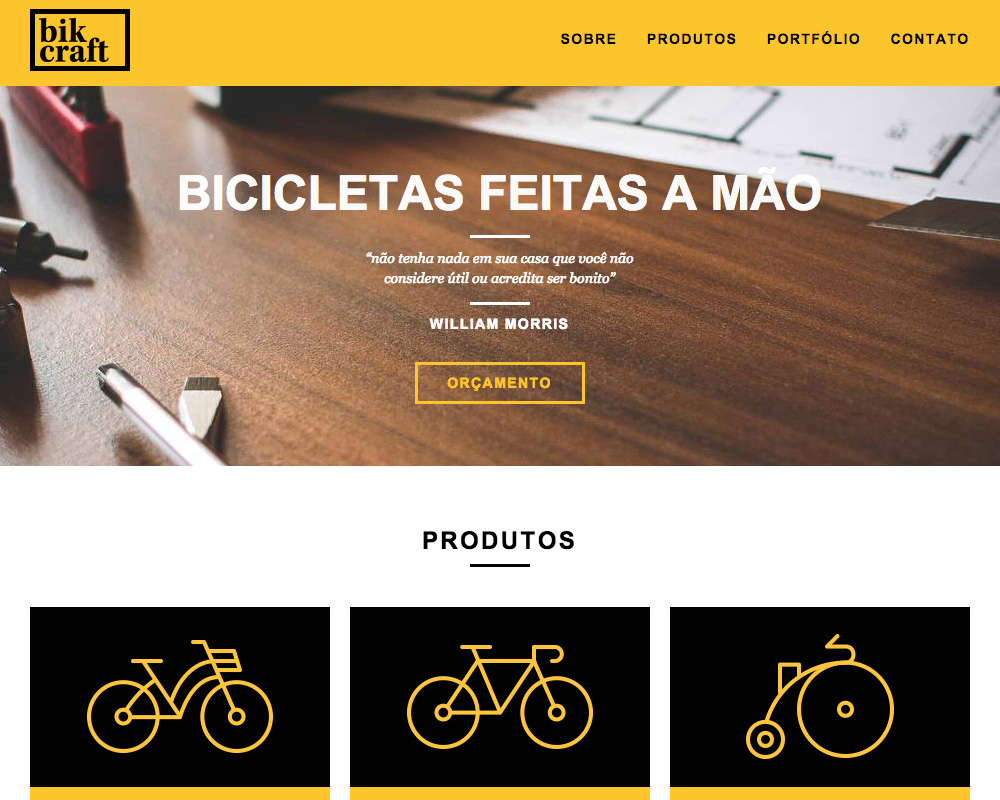 bik
craft
SOBRE PRODUTOS PORTFÓLIO CONTATO
BICICLETAS FEITAS A MÃO
“não tenha nada em sua casa que você não
considere útil ou acredita ser bonito”
WILLIAM MORRIS
ORÇAMENTO
PRODUTOS